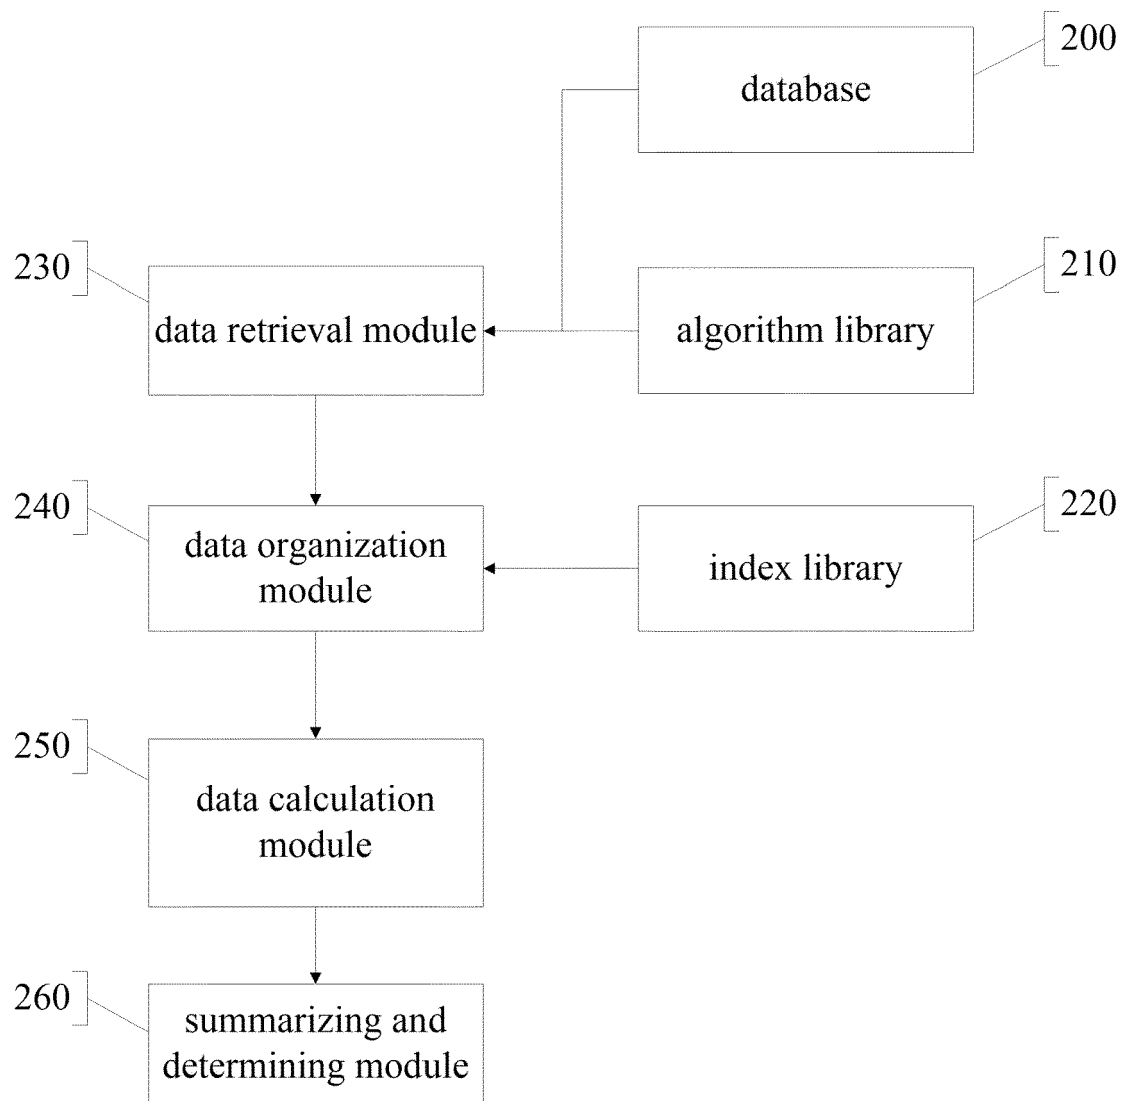 200
database
230
data retrieval module
210
algorithm library
240
data organization
module
220
index library
250
data calculation
module
260
summarizing and
determining module